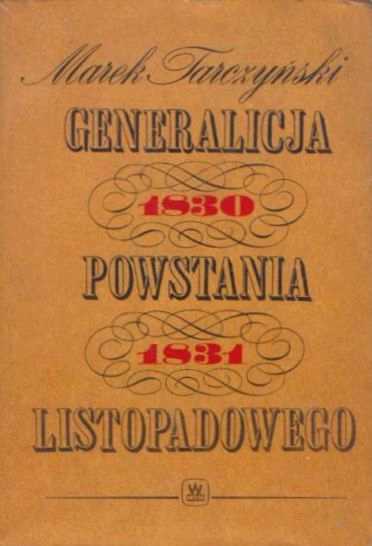 Marek Tarczyński
GENERALICJA
1830
POWSTANIA
1831
LISTOPADOWEGO